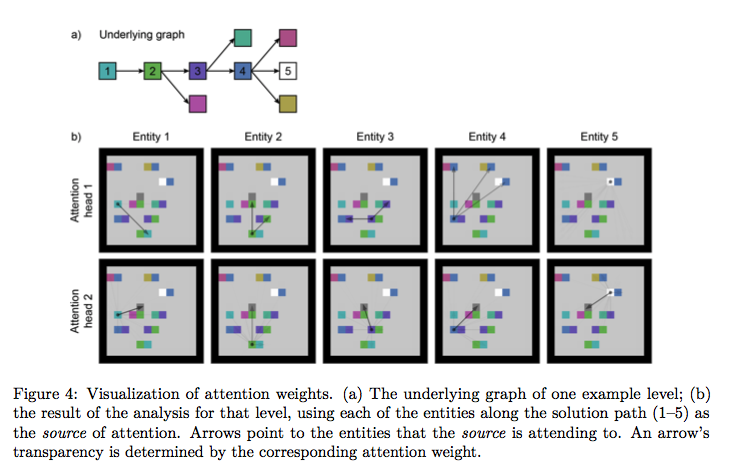 a) Underlying graph
1 2 3 4 5
b) Entity 1 Entity 2 Entity 3 Entity 4 Entity 5
Attention
head 1
Attention
head 2
Figure 4: Visualization of attention weights. (a) The underlying graph of one example level; (b)
the result of the analysis for that level, using each of the entities along the solution path (1–5) as
the source of attention. Arrows point to the entities that the source is attending to. An arrow's
transparency is determined by the corresponding attention weight.